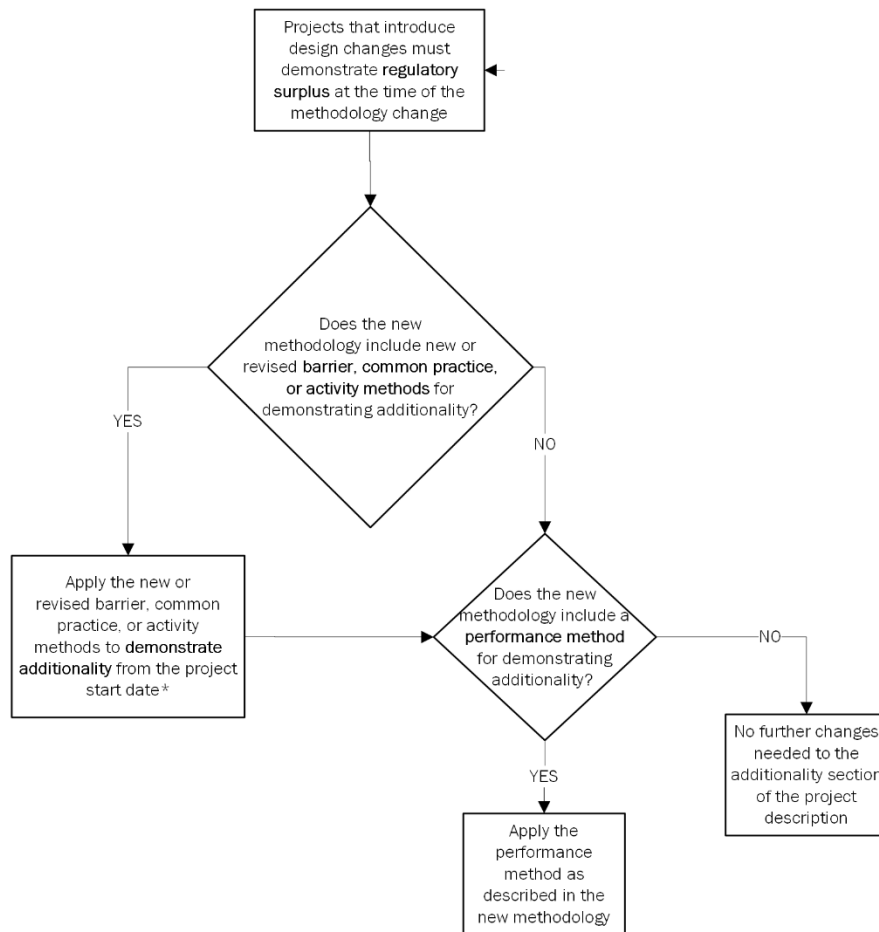 Projects that introduce
design changes must
demonstrate regulatory
surplus at the time of the
methodology change
Does the new
methodology include new or
revised barrier, common practice,
or activity methods for
demonstrating additionality?
YES
NO
Apply the new or
revised barrier, common
practice, or activity
methods to demonstrate
additionality from the project
start date*
Does the new
methodology include a
performance method
for demonstrating
additionality?
NO
YES
No further changes
needed to the
additionality section
of the project
description
Apply the
performance
method as
described in the
new methodology